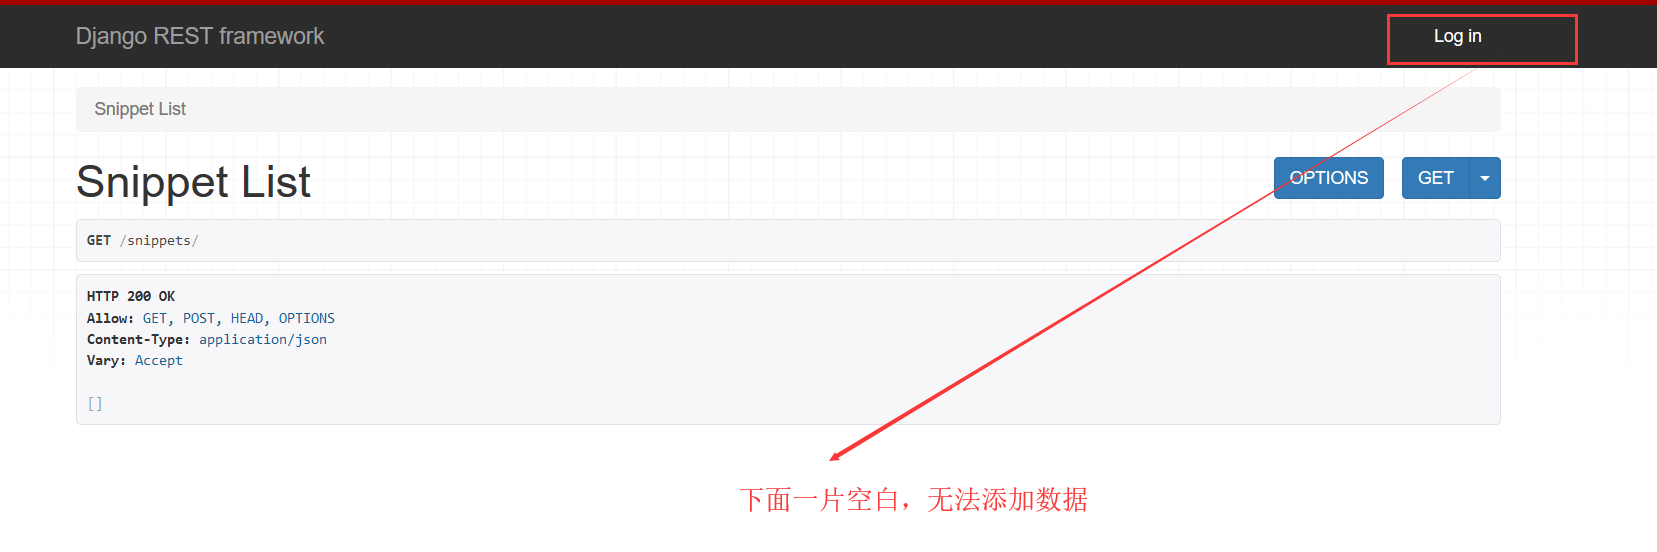 Django REST framework
Log in
Snippet List
Snippet List
OPTIONS
GET
GET /snippets/
HTTP 200 OK
Allow: GET, POST, HEAD, OPTIONS
Content-Type: application/json
Vary: Accept
[]
下面一片空白，无法添加数据